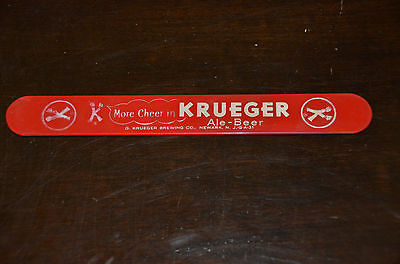 More Cheer in KRUEGER
Ale-Beer
G. KRUEGER BREWING CO., NEWARK, N. J.-